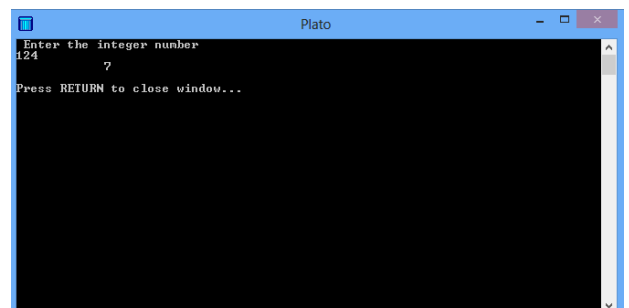 Plato
Enter the integer number
124
7
Press RETURN to close window...